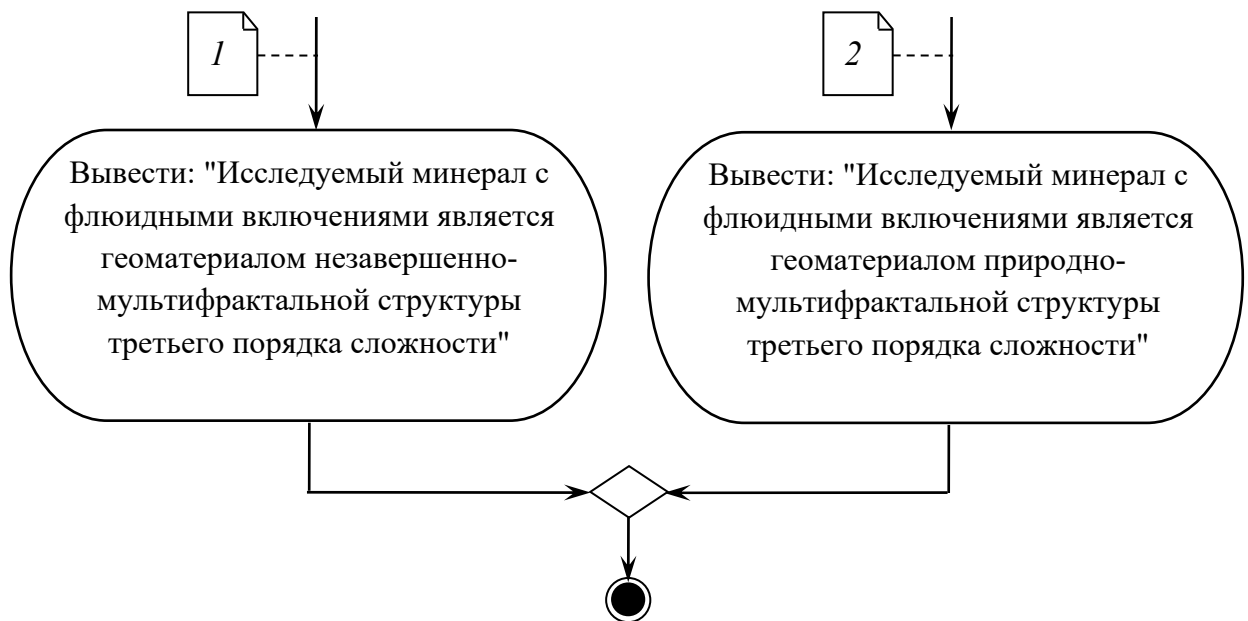 1
2
Вывести: "Исследуемый минерал с
флюидными включениями является
геоматериалом незавершенно-
мультифрактальной структуры
третьего порядка сложности"
Вывести: "Исследуемый минерал с
флюидными включениями является
геоматериалом природно-
мультифрактальной структуры
третьего порядка сложности"